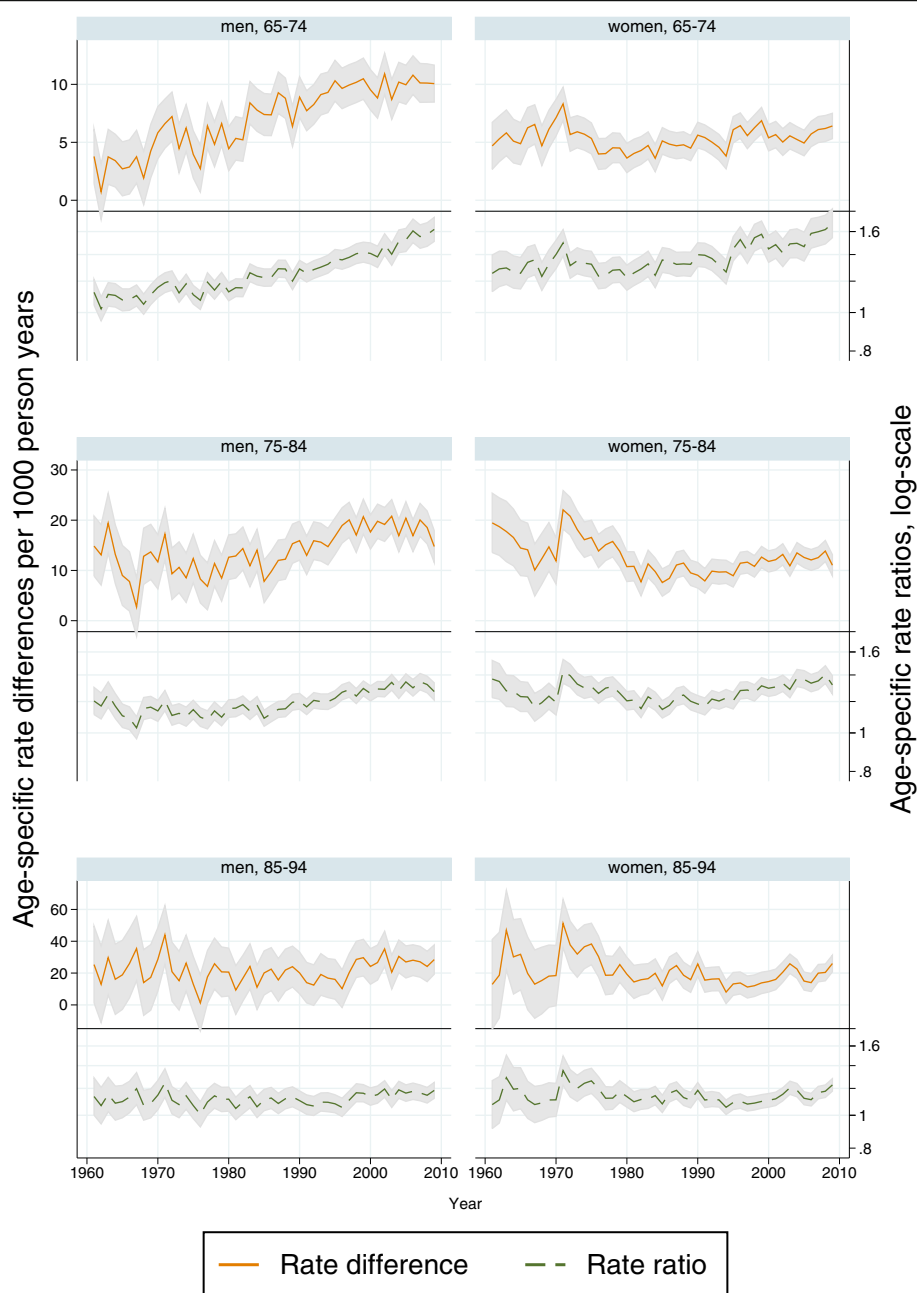 men, 65-74
women, 65-74
10
5
0
1.6
1
.8
men, 75-84
women, 75-84
30
20
10
0
1.6
1
.8
men, 85-94
women, 85-94
60
40
20
0
1.6
1
.8
1960 1970 1980 1990 2000 2010
1960 1970 1980 1990 2000 2010
Year
Age-specific rate differences per 1000 person years
Age-specific rate ratios, log-scale
Rate difference
Rate ratio